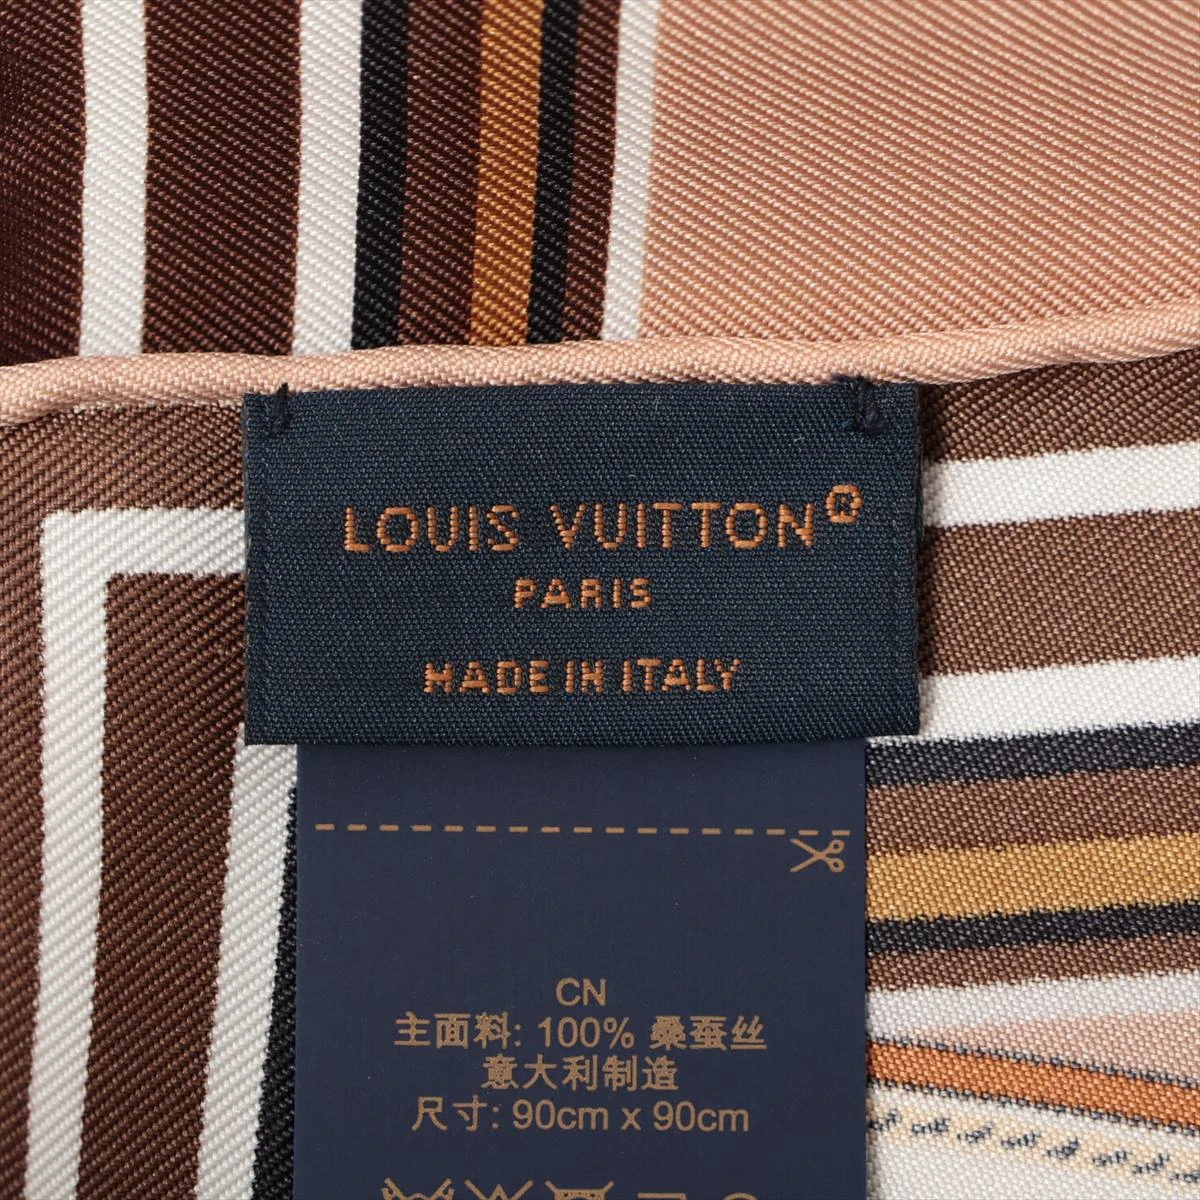 LOUIS VUITTON®
PARIS
MADE IN ITALY
CN
主面料: 100% 桑蚕丝
意大利制造
尺寸: 90cm x 90cm